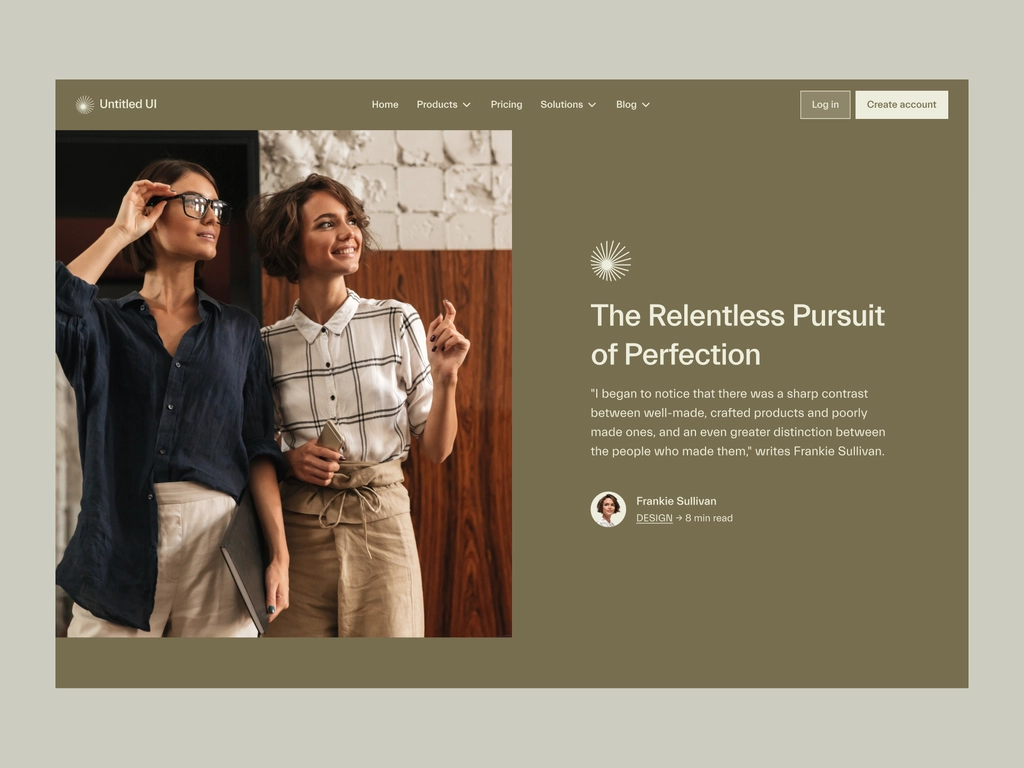 Untitled UI
Home Products Pricing Solutions Blog
Log in Create account
The Relentless Pursuit
of Perfection
"I began to notice that there was a sharp contrast
between well-made, crafted products and poorly
made ones, and an even greater distinction between
the people who made them," writes Frankie Sullivan.
Frankie Sullivan
DESIGN → 8 min read